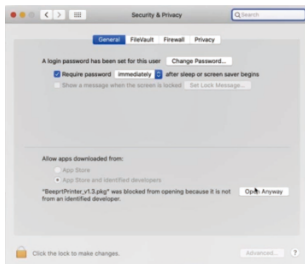 Security & Privacy
Search
General FileVault Firewall Privacy
A login password has been set for this user Change Password...
Require password immediately after sleep or screen saver begins
Show a message when the screen is locked Set Lock Message...
Allow apps downloaded from:
App Store
App Store and identified developers
"BeeprtPrinter_v1.3.pkg" was blocked from opening because it is not Open Anyway
from an identified developer.
Click the lock to make changes. Advanced... ?